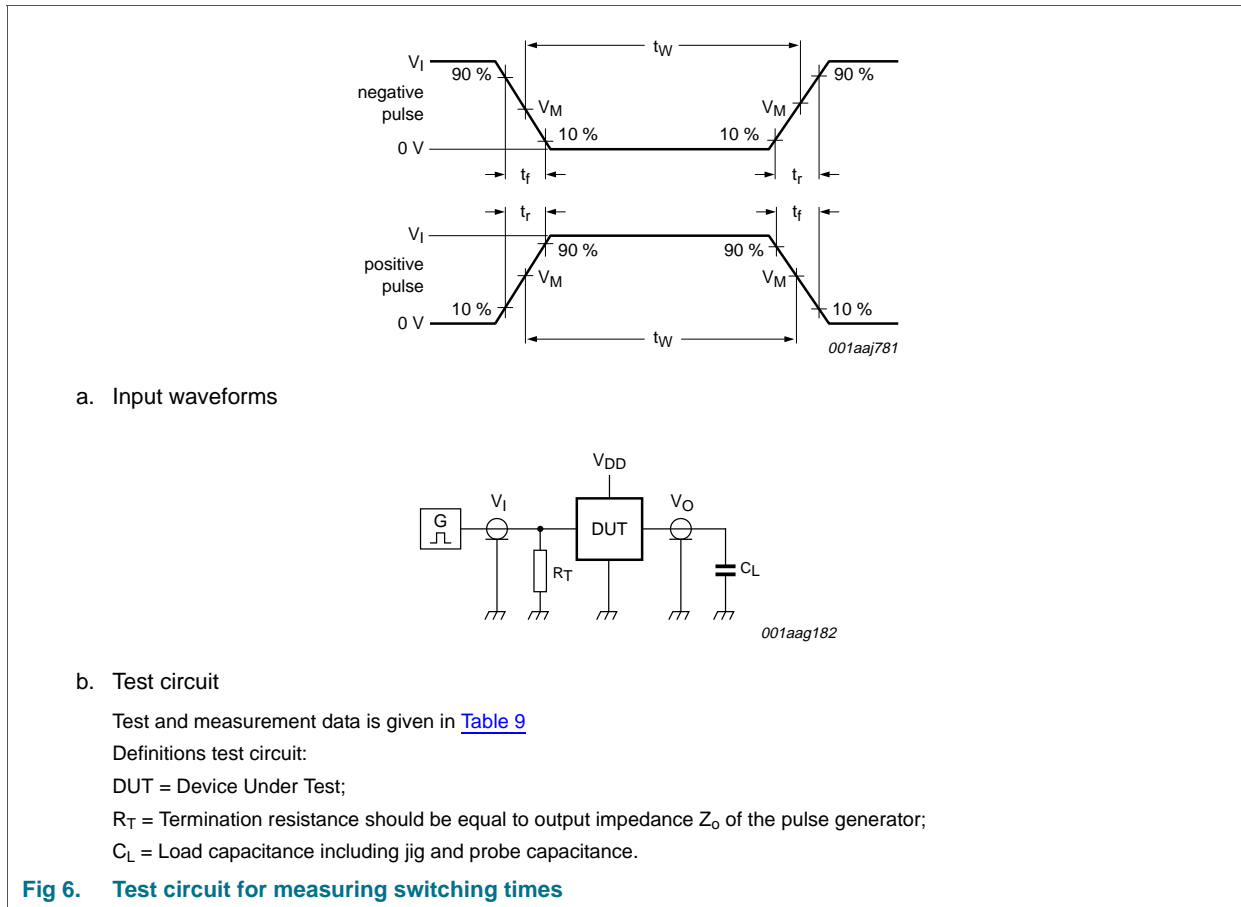 t_W
V_I
90 %
90 %
negative
pulse
V_M
V_M
10 %
10 %
0 V
t_f
t_r
t_r
t_f
V_I
90 %
90 %
positive
pulse
V_M
V_M
10 %
10 %
0 V
t_W
001aaj781
a. Input waveforms
V_DD
V_I
V_O
G
DUT
R_T
C_L
001aag182
b. Test circuit
Test and measurement data is given in Table 9
Definitions test circuit:
DUT = Device Under Test;
R_T = Termination resistance should be equal to output impedance Z_o of the pulse generator;
C_L = Load capacitance including jig and probe capacitance.
Fig 6. Test circuit for measuring switching times